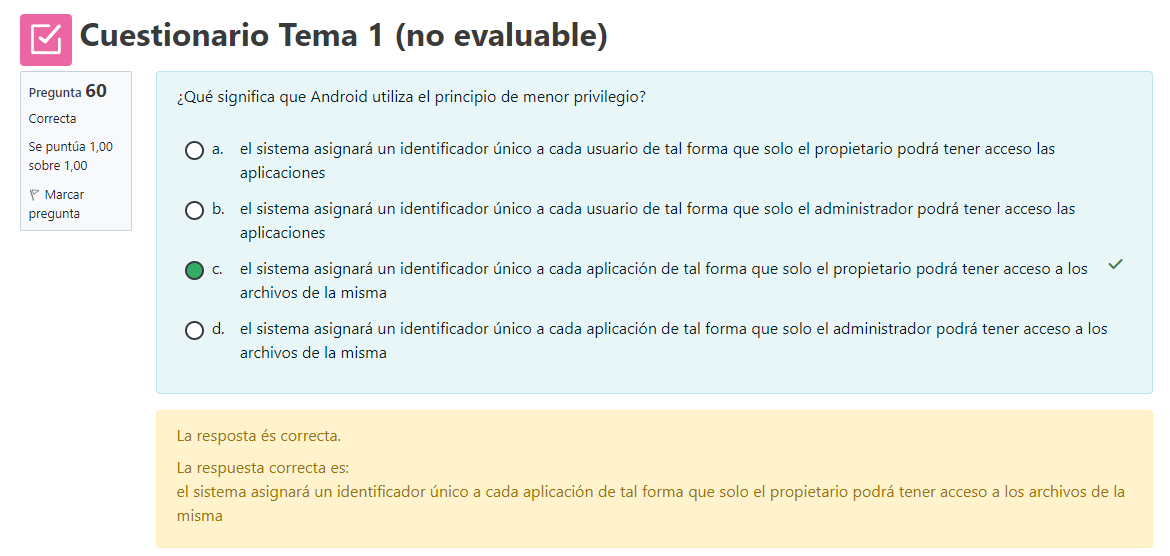 Cuestionario Tema 1 (no evaluable)
Pregunta 60
Correcta
Se puntúa 1,00
sobre 1,00
Marcar
pregunta
¿Qué significa que Android utiliza el principio de menor privilegio?
a. el sistema asignará un identificador único a cada usuario de tal forma que solo el propietario podrá tener acceso las
aplicaciones
b. el sistema asignará un identificador único a cada usuario de tal forma que solo el administrador podrá tener acceso las
aplicaciones
c. el sistema asignará un identificador único a cada aplicación de tal forma que solo el propietario podrá tener acceso a los
archivos de la misma
d. el sistema asignará un identificador único a cada aplicación de tal forma que solo el administrador podrá tener acceso a los
archivos de la misma
La resposta és correcta.
La respuesta correcta es:
el sistema asignará un identificador único a cada aplicación de tal forma que solo el propietario podrá tener acceso a los archivos de la
misma